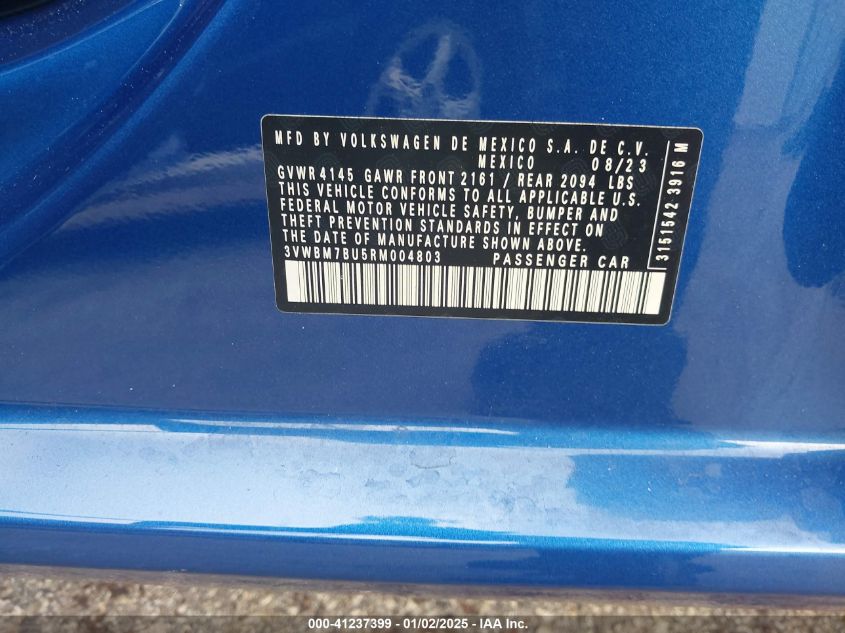 MFD BY VOLKSWAGEN DE MEXICO S.A. DE C.V.
MEXICO 08/23
GVWR 4145 GAWR FRONT 2161 / REAR 2094 LBS
THIS VEHICLE CONFORMS TO ALL APPLICABLE U.S.
FEDERAL MOTOR VEHICLE SAFETY, BUMPER AND
THEFT PREVENTION STANDARDS IN EFFECT ON
THE DATE OF MANUFACTURE SHOWN ABOVE.
3VWBM7BU5RM004803 PASSENGER CAR
3151542 3916 M
000-41237399 - 01/02/2025 - IAA Inc.